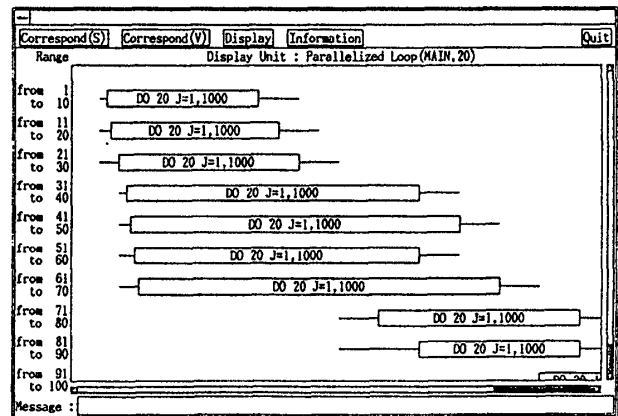 Correspond(S) Correspond(V) Display Information Quit
Range Display Unit : Parallelized Loop(MAIN,20)
from 1
to 10 DO 20 J=1,1000
from 11
to 20 DO 20 J=1,1000
from 21
to 30 DO 20 J=1,1000
from 31
to 40 DO 20 J=1,1000
from 41
to 50 DO 20 J=1,1000
from 51
to 60 DO 20 J=1,1000
from 61
to 70 DO 20 J=1,1000
from 71
to 80 DO 20 J=1,1000
from 81
to 90 DO 20 J=1,1000
from 91
to 100
Message :